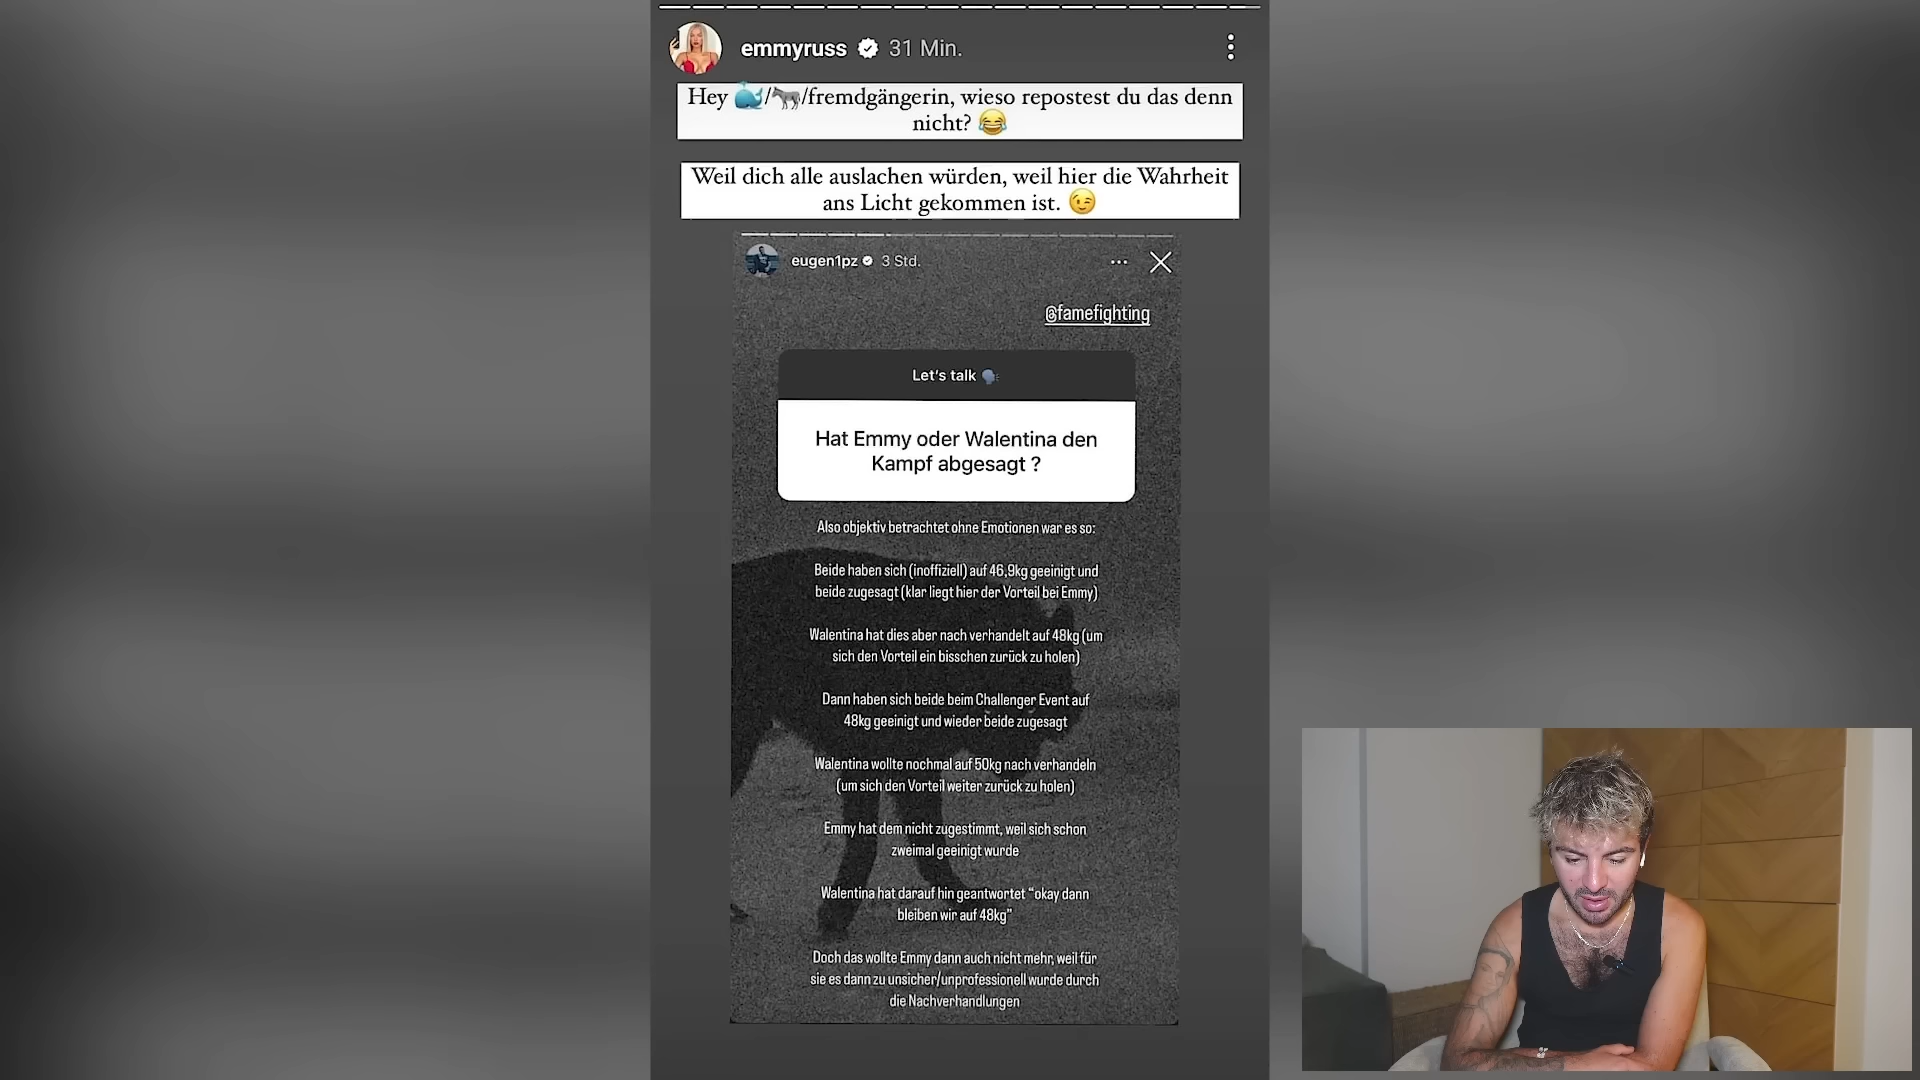 emmyruss 31 Min.
Hey 🐳/🫏/fremdgängerin, wieso repostest du das denn
nicht? 😂
Weil dich alle auslachen würden, weil hier die Wahrheit
ans Licht gekommen ist. 😉
eugen1pz 3 Std.
@famefighting
Let's talk 🗣️
Hat Emmy oder Walentina den
Kampf abgesagt ?
Also objektiv betrachtet ohne Emotionen war es so:
Beide haben sich (inoffiziell) auf 46,9kg geeinigt und
beide zugesagt (klar liegt hier der Vorteil bei Emmy)
Walentina hat dies aber nach verhandelt auf 48kg (um
sich den Vorteil ein bisschen zurück zu holen)
Dann haben sich beide beim Challenger Event auf
48kg geeinigt und wieder beide zugesagt
Walentina wollte nochmal auf 50kg nach verhandeln
(um sich den Vorteil weiter zurück zu holen)
Emmy hat dem nicht zugestimmt, weil sich schon
zweimal geeinigt wurde
Walentina hat darauf hin geantwortet "okay dann
bleiben wir auf 48kg"
Doch das wollte Emmy dann auch nicht mehr, weil für
sie es dann zu unsicher/unprofessionell wurde durch
die Nachverhandlungen